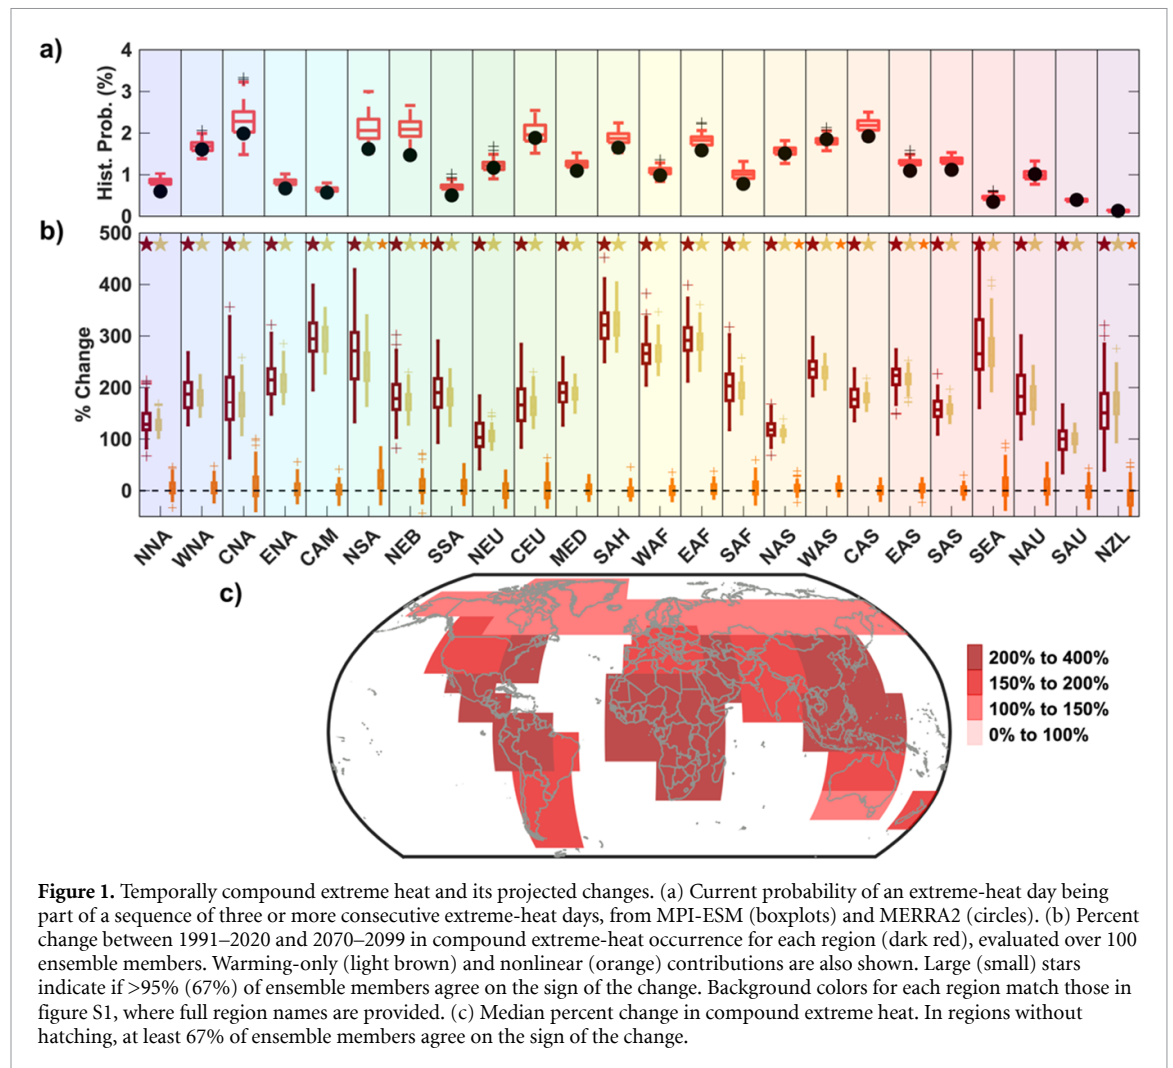 a)
Hist. Prob. (%)
4
3
2
1
0
b)
% Change
500
400
300
200
100
0
NNA WNA CNA ENA CAM NSA NEB SSA NEU CEU MED SAH WAF EAF SAF NAS WAS CAS EAS SAS SEA NAU SAU NZL
c)
200% to 400%
150% to 200%
100% to 150%
0% to 100%
Figure 1. Temporally compound extreme heat and its projected changes. (a) Current probability of an extreme-heat day being
part of a sequence of three or more consecutive extreme-heat days, from MPI-ESM (boxplots) and MERRA2 (circles). (b) Percent
change between 1991–2020 and 2070–2099 in compound extreme-heat occurrence for each region (dark red), evaluated over 100
ensemble members. Warming-only (light brown) and nonlinear (orange) contributions are also shown. Large (small) stars
indicate if >95% (67%) of ensemble members agree on the sign of the change. Background colors for each region match those in
figure S1, where full region names are provided. (c) Median percent change in compound extreme heat. In regions without
hatching, at least 67% of ensemble members agree on the sign of the change.